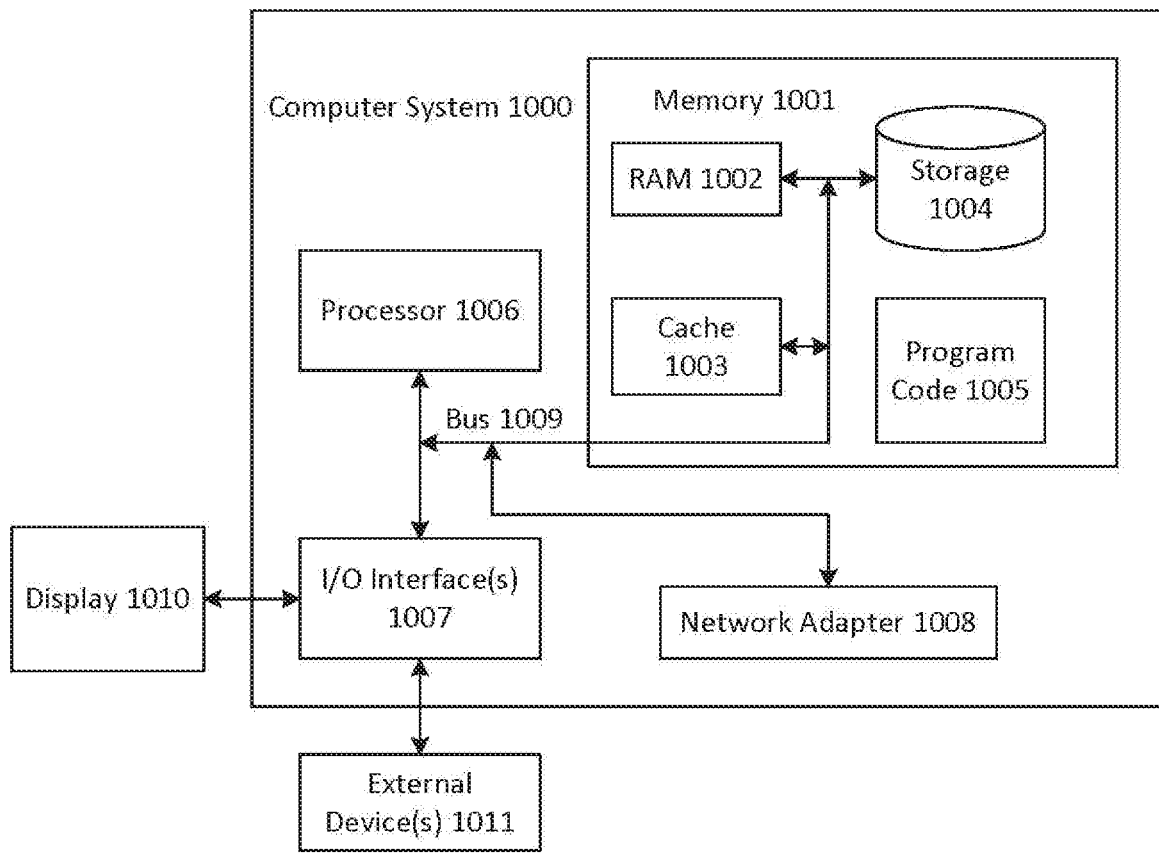 Computer System 1000
Memory 1001
RAM 1002
Storage
1004
Processor 1006
Cache
1003
Program
Code 1005
Bus 1009
Display 1010
I/O Interface(s)
1007
Network Adapter 1008
External
Device(s) 1011